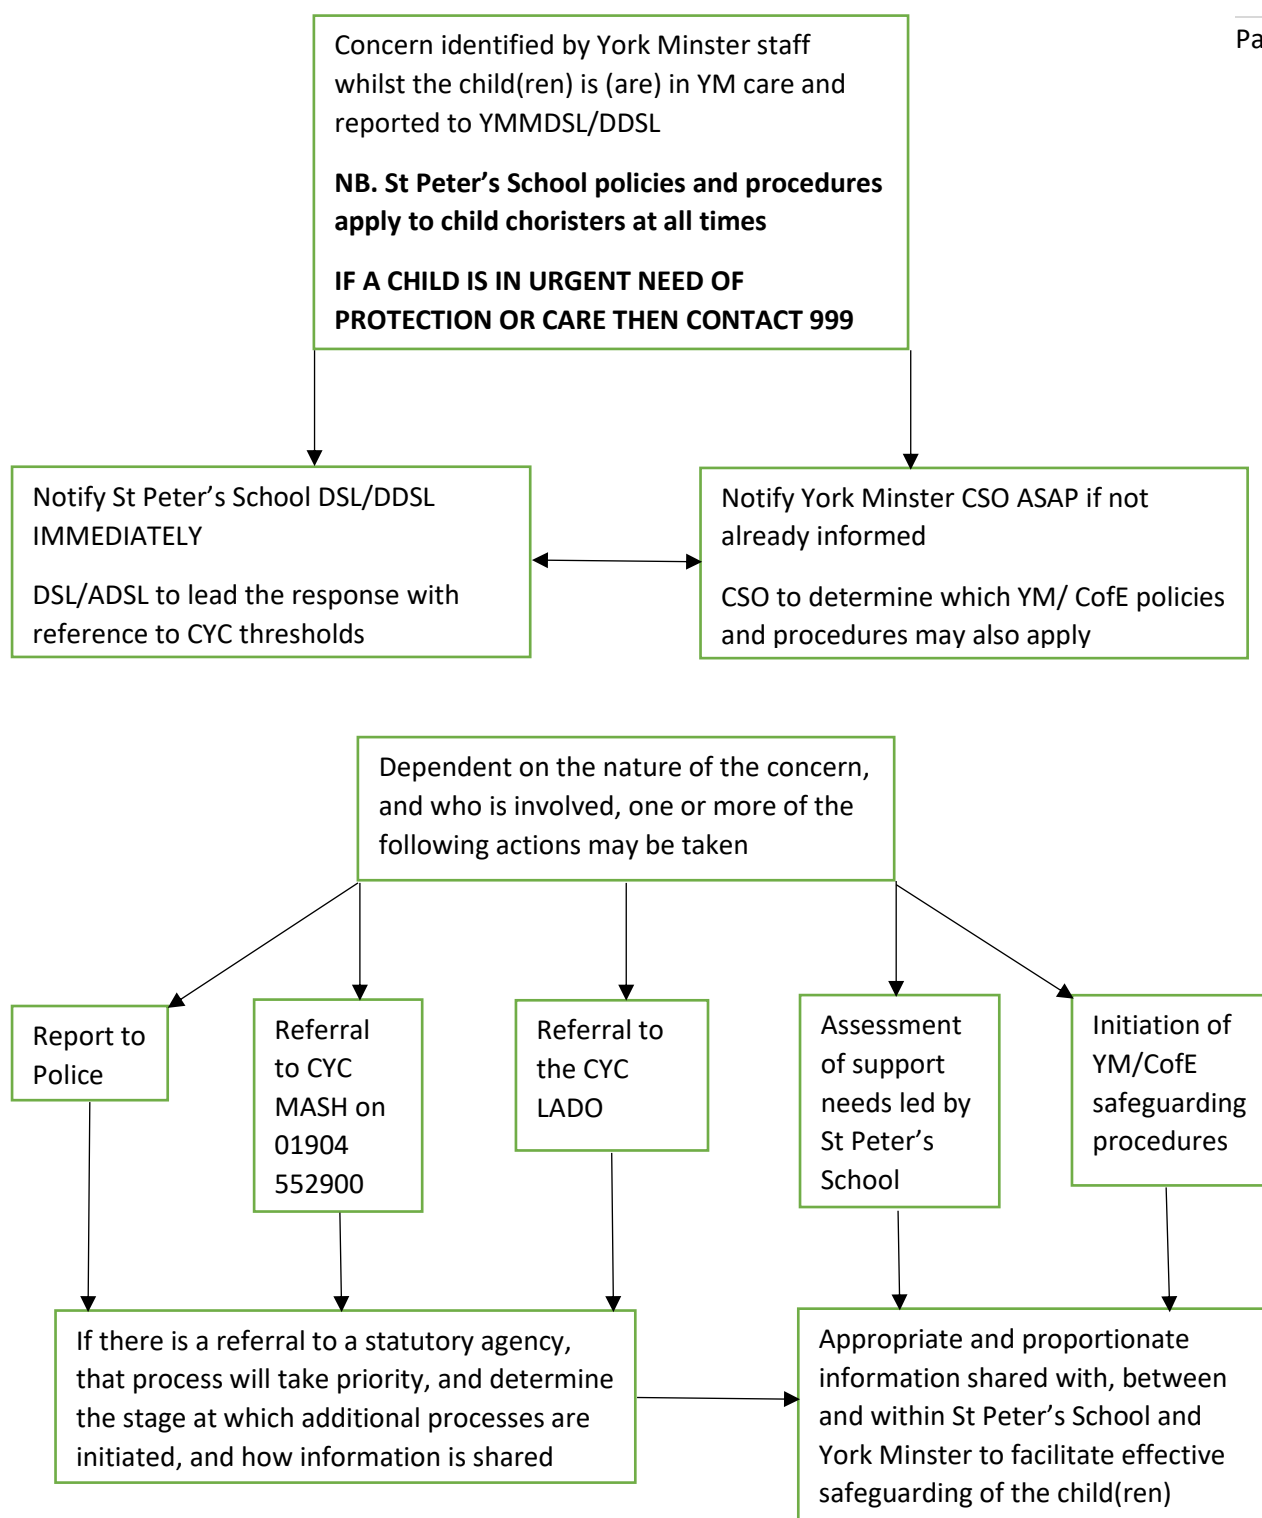 Pa
Concern identified by York Minster staff
whilst the child(ren) is (are) in YM care and
reported to YMMDSL/DDSL
NB. St Peter’s School policies and procedures
apply to child choristers at all times
IF A CHILD IS IN URGENT NEED OF
PROTECTION OR CARE THEN CONTACT 999
Notify St Peter’s School DSL/DDSL
IMMEDIATELY
DSL/ADSL to lead the response with
reference to CYC thresholds
Notify York Minster CSO ASAP if not
already informed
CSO to determine which YM/ CofE policies
and procedures may also apply
Dependent on the nature of the concern,
and who is involved, one or more of the
following actions may be taken
Report to
Police
Referral
to CYC
MASH on
01904
552900
Referral to
the CYC
LADO
Assessment
of support
needs led by
St Peter’s
School
Initiation of
YM/CofE
safeguarding
procedures
If there is a referral to a statutory agency,
that process will take priority, and determine
the stage at which additional processes are
initiated, and how information is shared
Appropriate and proportionate
information shared with, between
and within St Peter’s School and
York Minster to facilitate effective
safeguarding of the child(ren)